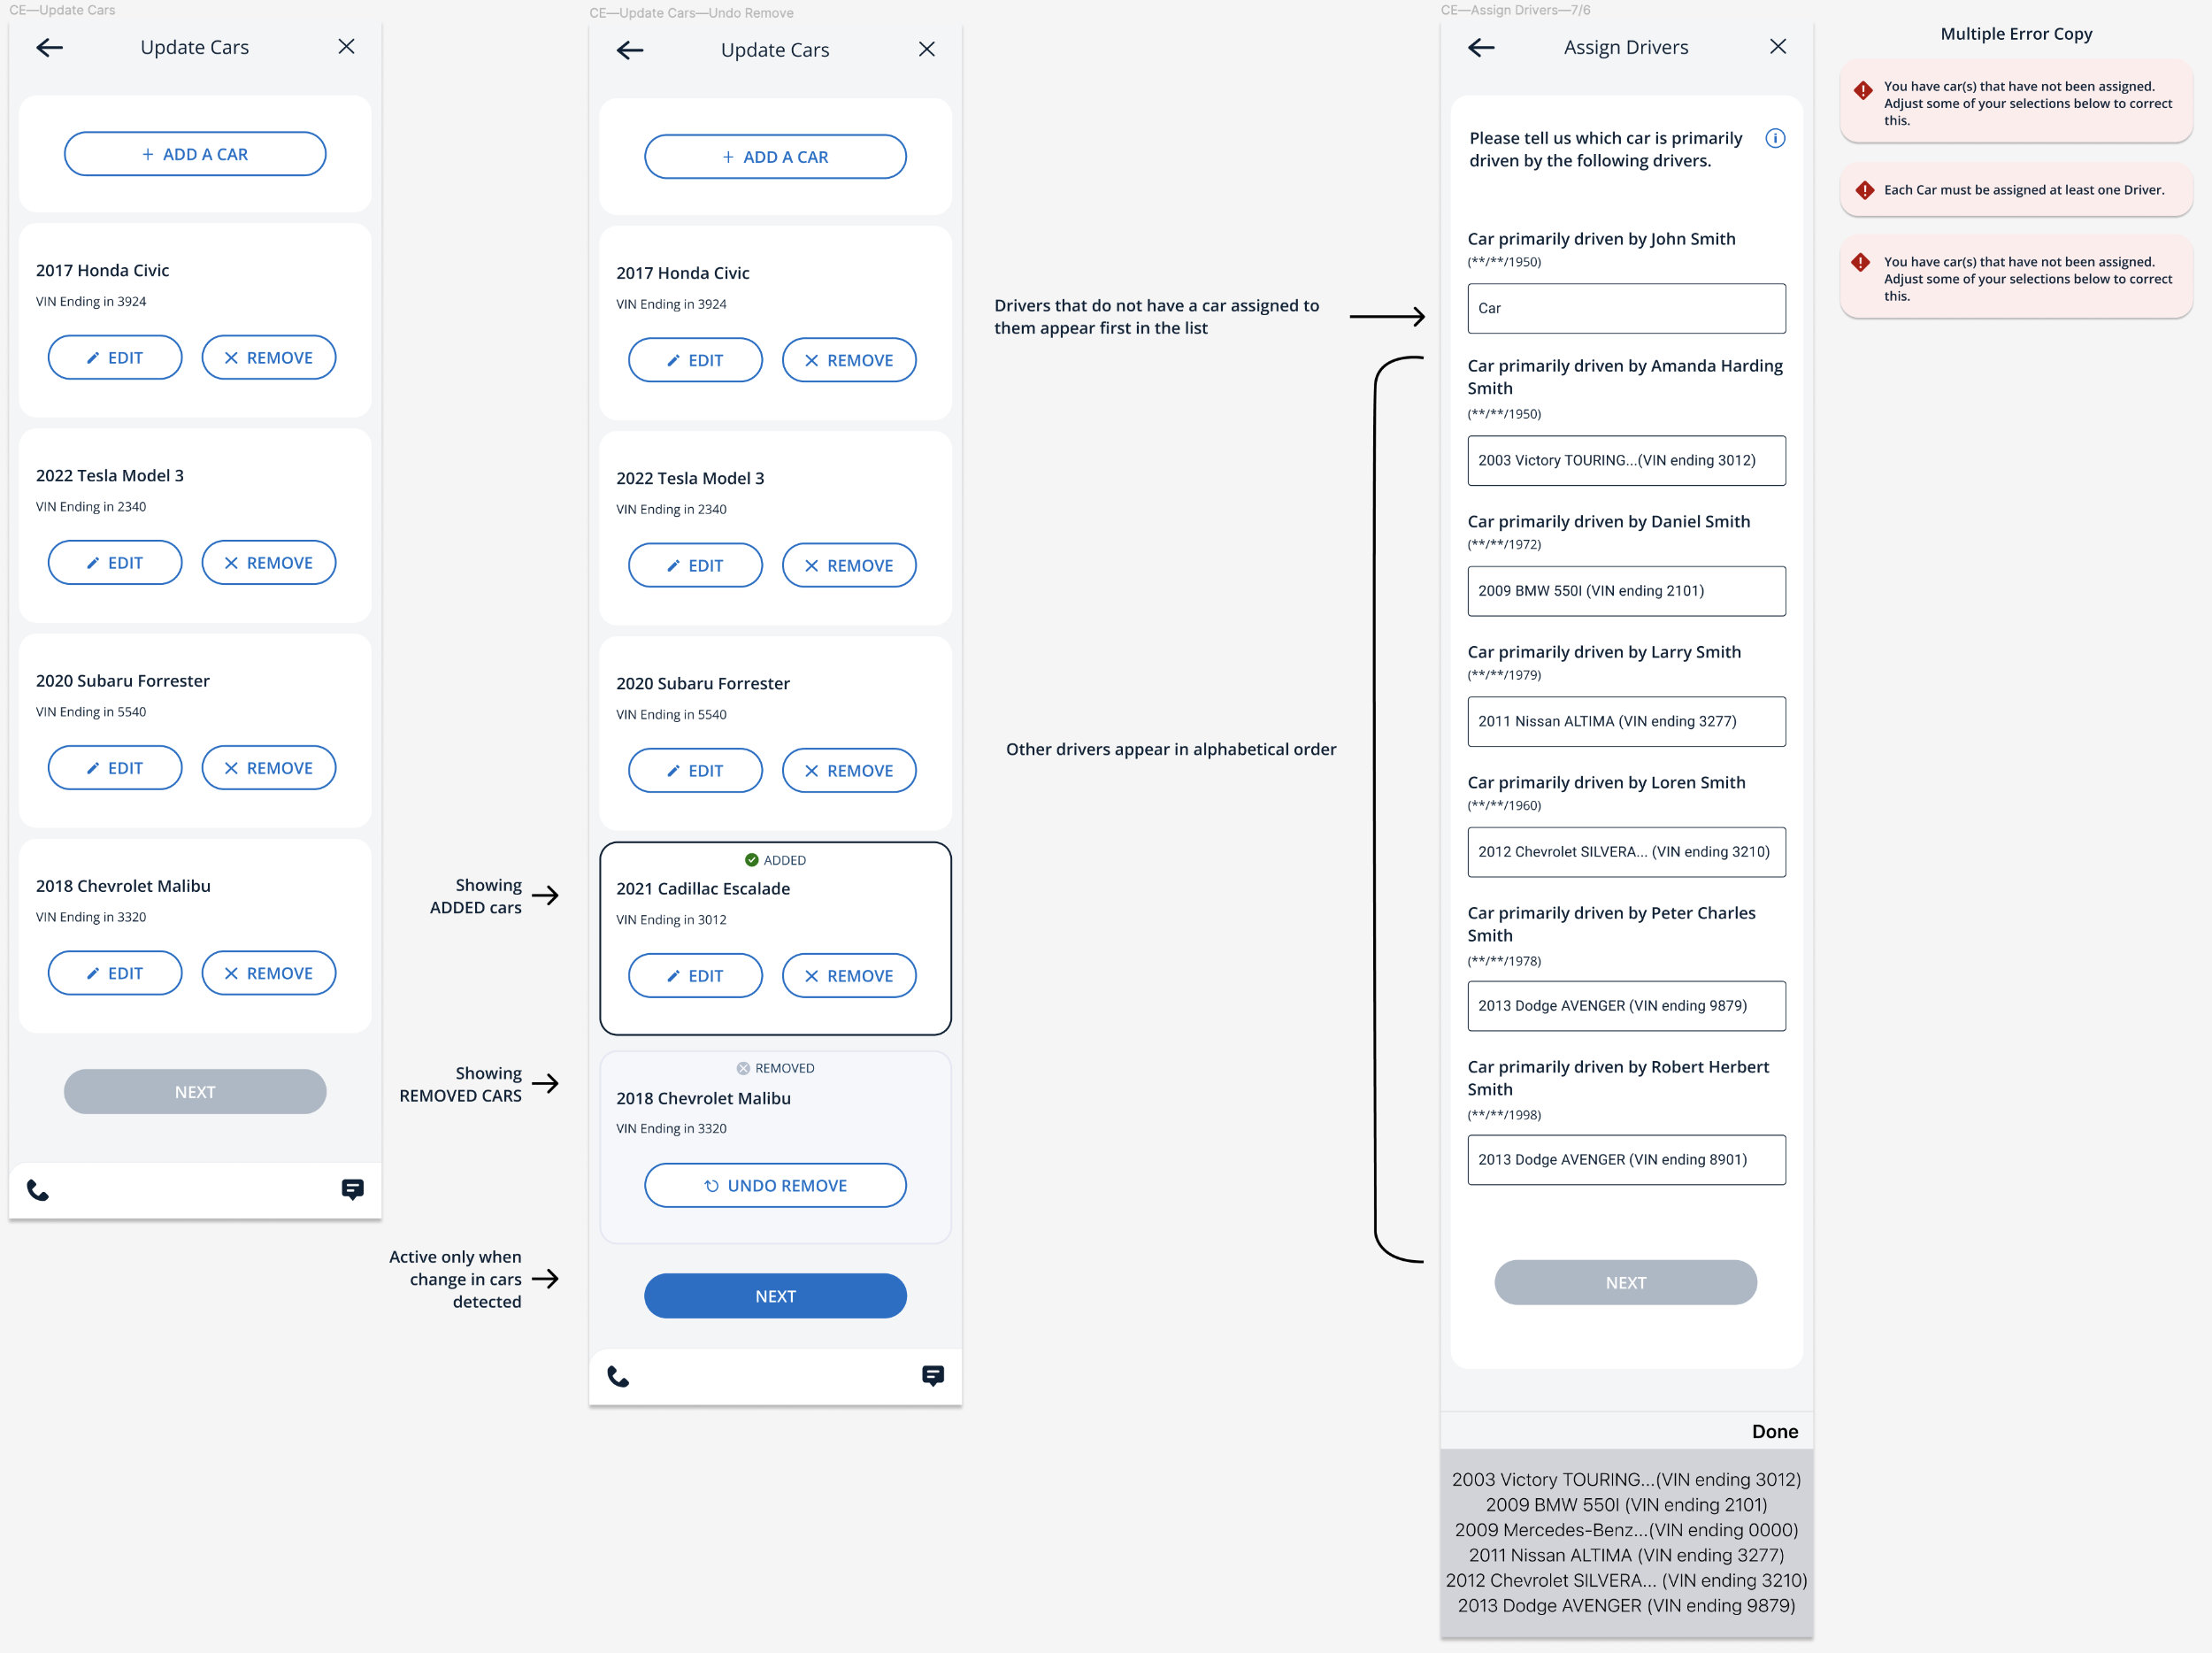 CE—Update Cars
Update Cars
+ ADD A CAR
2017 Honda Civic
VIN Ending in 3924
EDIT
REMOVE
2022 Tesla Model 3
VIN Ending in 2340
EDIT
REMOVE
2020 Subaru Forrester
VIN Ending in 5540
EDIT
REMOVE
2018 Chevrolet Malibu
VIN Ending in 3320
EDIT
REMOVE
NEXT
Showing
ADDED cars
Showing
REMOVED CARS
Active only when
change in cars
detected
CE—Update Cars—Undo Remove
Update Cars
+ ADD A CAR
2017 Honda Civic
VIN Ending in 3924
EDIT
REMOVE
2022 Tesla Model 3
VIN Ending in 2340
EDIT
REMOVE
2020 Subaru Forrester
VIN Ending in 5540
EDIT
REMOVE
ADDED
2021 Cadillac Escalade
VIN Ending in 3012
EDIT
REMOVE
REMOVED
2018 Chevrolet Malibu
VIN Ending in 3320
UNDO REMOVE
NEXT
Drivers that do not have a car assigned to
them appear first in the list
Other drivers appear in alphabetical order
CE—Assign Drivers—7/6
Assign Drivers
Please tell us which car is primarily
driven by the following drivers.
Car primarily driven by John Smith
(**/**/1950)
Car
Car primarily driven by Amanda Harding
Smith
(**/**/1950)
2003 Victory TOURING...(VIN ending 3012)
Car primarily driven by Daniel Smith
(**/**/1972)
2009 BMW 550I (VIN ending 2101)
Car primarily driven by Larry Smith
(**/**/1979)
2011 Nissan ALTIMA (VIN ending 3277)
Car primarily driven by Loren Smith
(**/**/1960)
2012 Chevrolet SILVERA... (VIN ending 3210)
Car primarily driven by Peter Charles
Smith
(**/**/1978)
2013 Dodge AVENGER (VIN ending 9879)
Car primarily driven by Robert Herbert
Smith
(**/**/1998)
2013 Dodge AVENGER (VIN ending 8901)
NEXT
Done
2003 Victory TOURING...(VIN ending 3012)
2009 BMW 550I (VIN ending 2101)
2009 Mercedes-Benz...(VIN ending 0000)
2011 Nissan ALTIMA (VIN ending 3277)
2012 Chevrolet SILVERA... (VIN ending 3210)
2013 Dodge AVENGER (VIN ending 9879)
Multiple Error Copy
You have car(s) that have not been assigned.
Adjust some of your selections below to correct
this.
Each Car must be assigned at least one Driver.
You have car(s) that have not been assigned.
Adjust some of your selections below to correct
this.